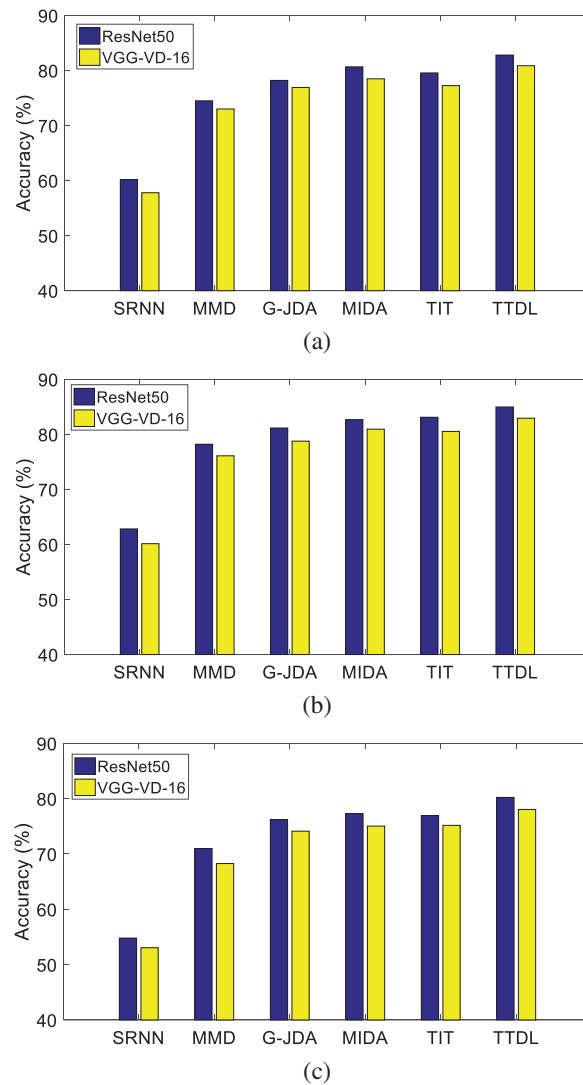 90
80
70
60
50
40
Accuracy (%)
ResNet50
VGG-VD-16
SRNN MMD G-JDA MIDA TIT TTDL
(a)
90
80
70
60
50
40
Accuracy (%)
ResNet50
VGG-VD-16
SRNN MMD G-JDA MIDA TIT TTDL
(b)
90
80
70
60
50
40
Accuracy (%)
ResNet50
VGG-VD-16
SRNN MMD G-JDA MIDA TIT TTDL
(c)